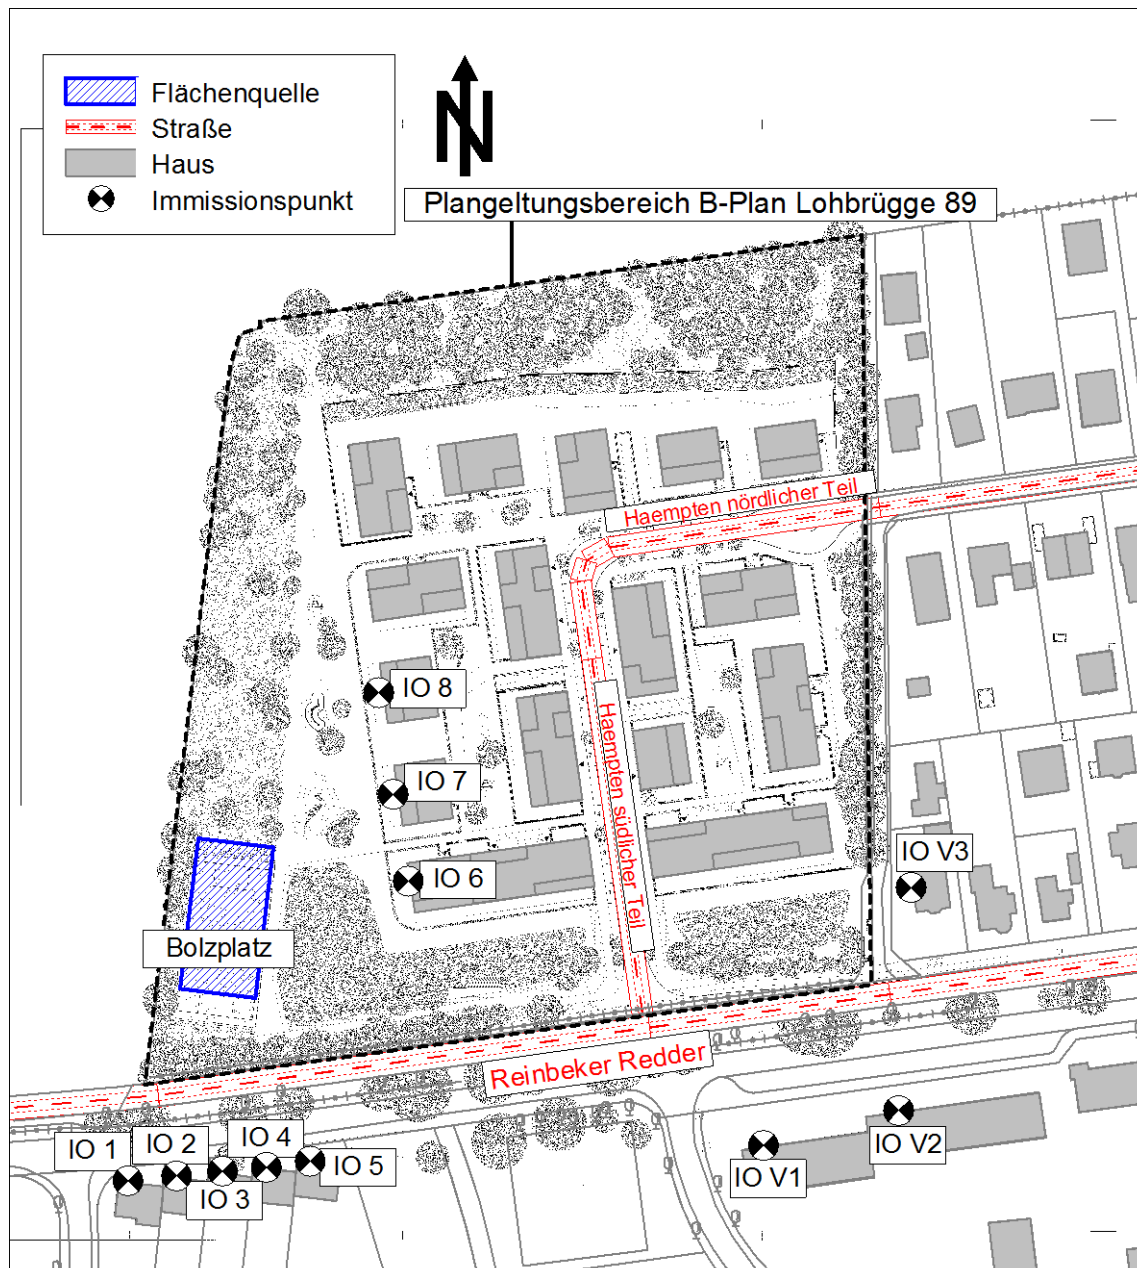 Flächenquelle
Straße
Haus
Immissionspunkt
N
Plangeltungsbereich B-Plan Lohbrügge 89
Haempten nördlicher Teil
IO 8
Haempten südlicher Teil
IO 7
IO V3
IO 6
Bolzplatz
Reinbeker Redder
IO 1
IO 2
IO 4
IO 5
IO 3
IO V1
IO V2